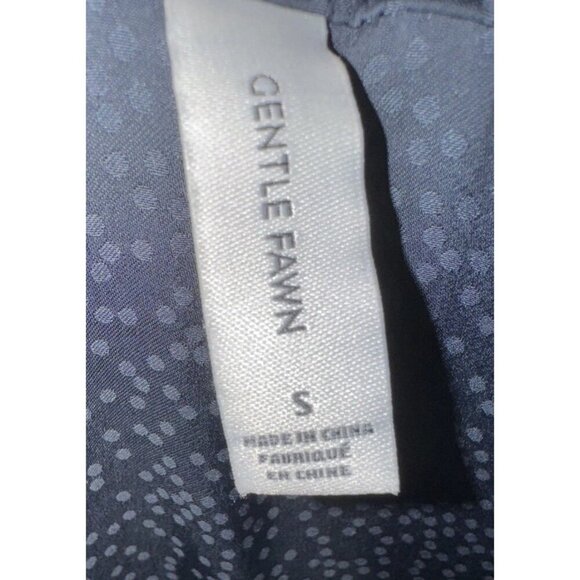 GENTLE FAWN
S
MADE IN CHINA
FABRIQUÉ
EN CHINE